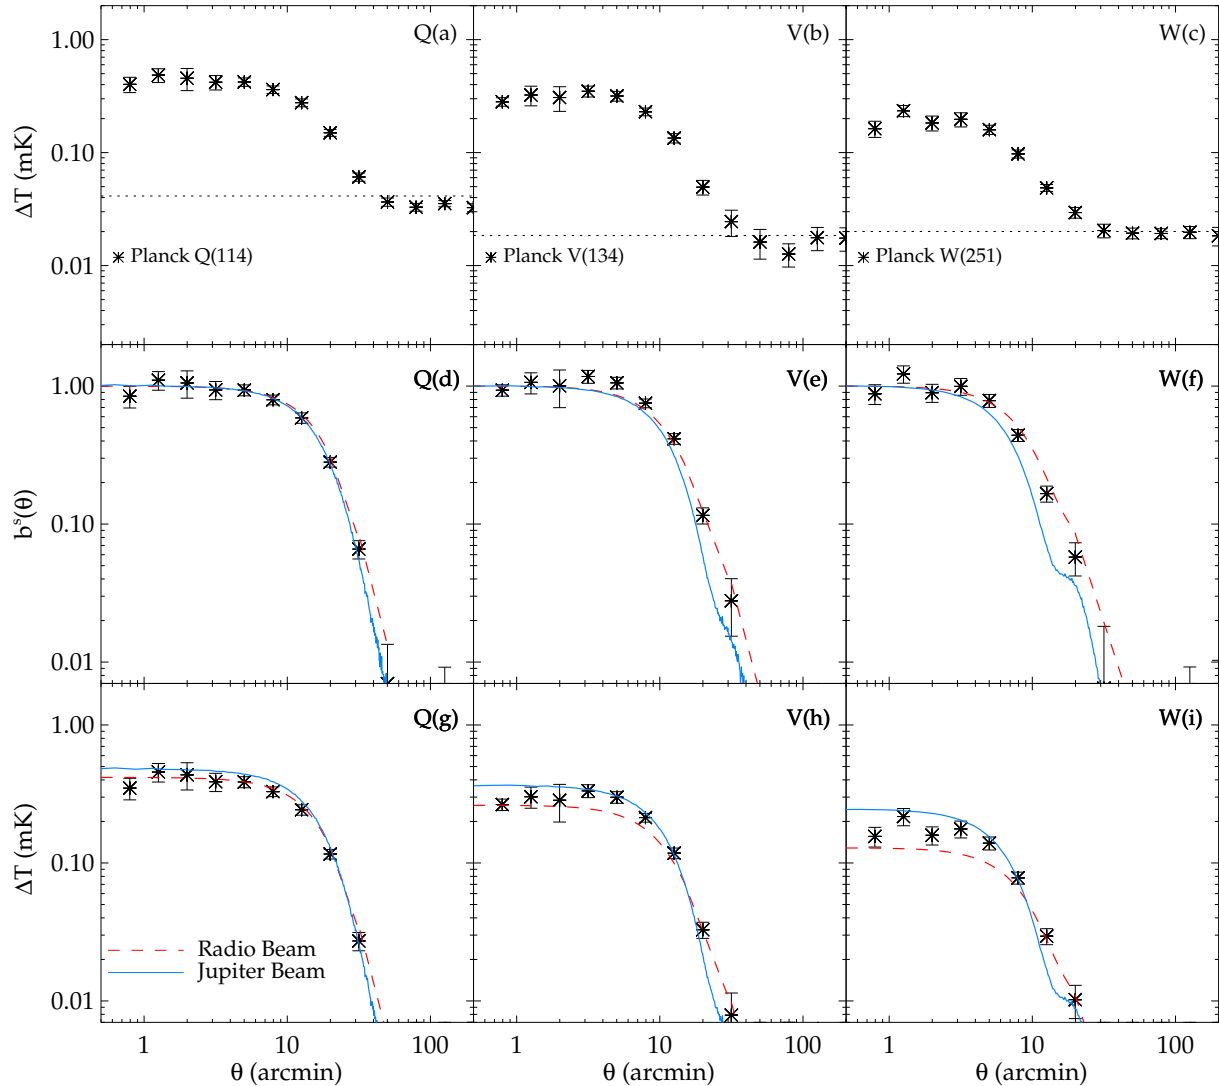 Q(a)
V(b)
W(c)
1.00
0.10
0.01
ΔT (mK)
Planck Q(114)
Planck V(134)
Planck W(251)
Q(d)
V(e)
W(f)
1.00
0.10
0.01
bˢ(θ)
Q(g)
V(h)
W(i)
1.00
0.10
0.01
ΔT (mK)
Radio Beam
Jupiter Beam
1 10 100
1 10 100
1 10 100
θ (arcmin)
θ (arcmin)
θ (arcmin)